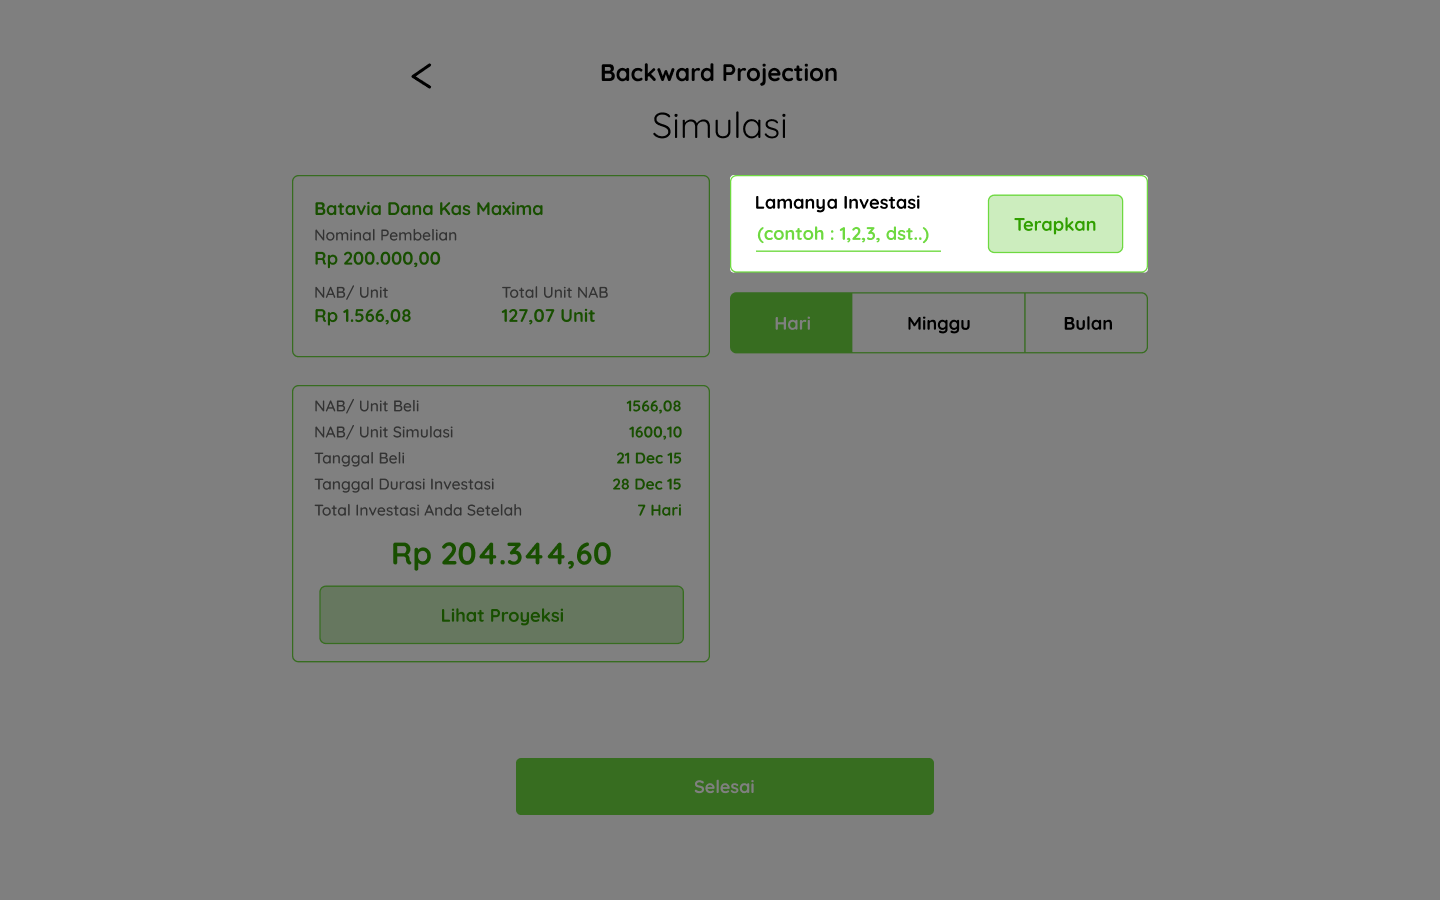 Backward Projection
Simulasi
Batavia Dana Kas Maxima
Nominal Pembelian
Rp 200.000,00
NAB/ Unit Total Unit NAB
Rp 1.566,08 127,07 Unit
Lamanya Investasi
(contoh : 1,2,3, dst..)
Terapkan
Hari Minggu Bulan
NAB/ Unit Beli 1566,08
NAB/ Unit Simulasi 1600,10
Tanggal Beli 21 Dec 15
Tanggal Durasi Investasi 28 Dec 15
Total Investasi Anda Setelah 7 Hari
Rp 204.344,60
Lihat Proyeksi
Selesai